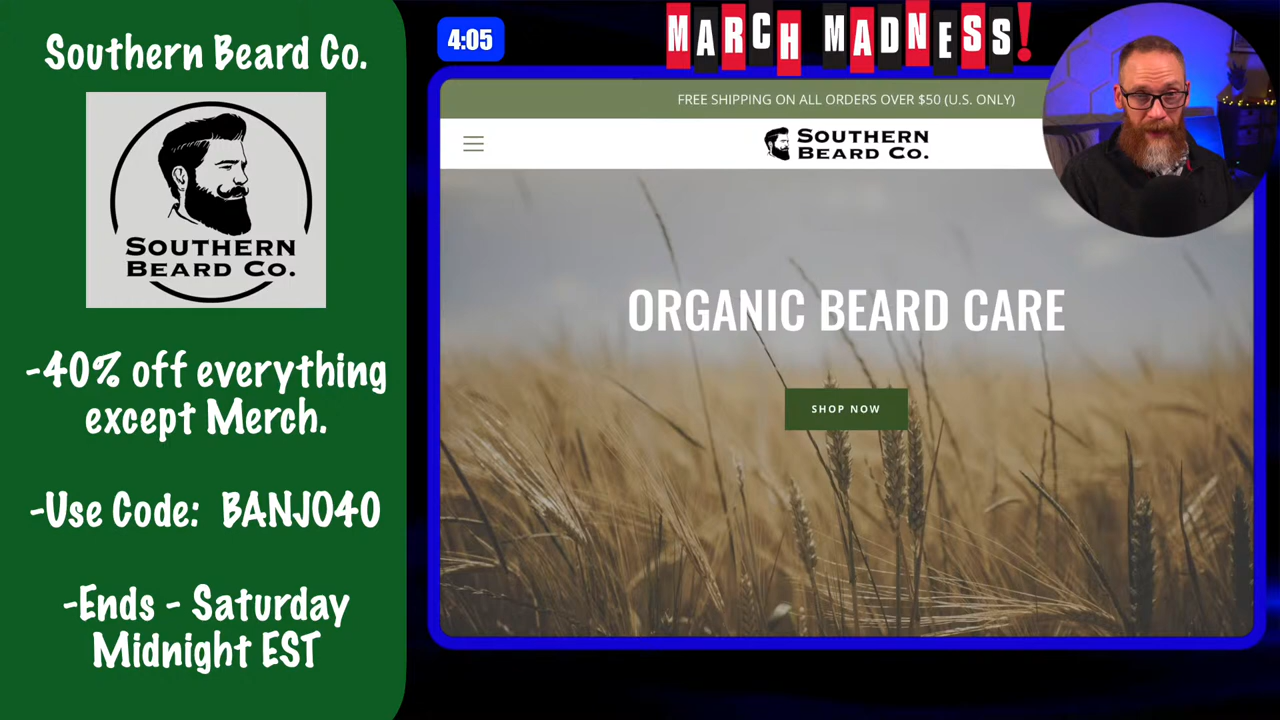 Southern Beard Co.
SOUTHERN
BEARD CO.
-40% off everything
except Merch.
-Use Code: BANJO40
-Ends - Saturday
Midnight EST
4:05
MARCH MADNESS!
FREE SHIPPING ON ALL ORDERS OVER $50 (U.S. ONLY)
SOUTHERN
BEARD CO.
ORGANIC BEARD CARE
SHOP NOW